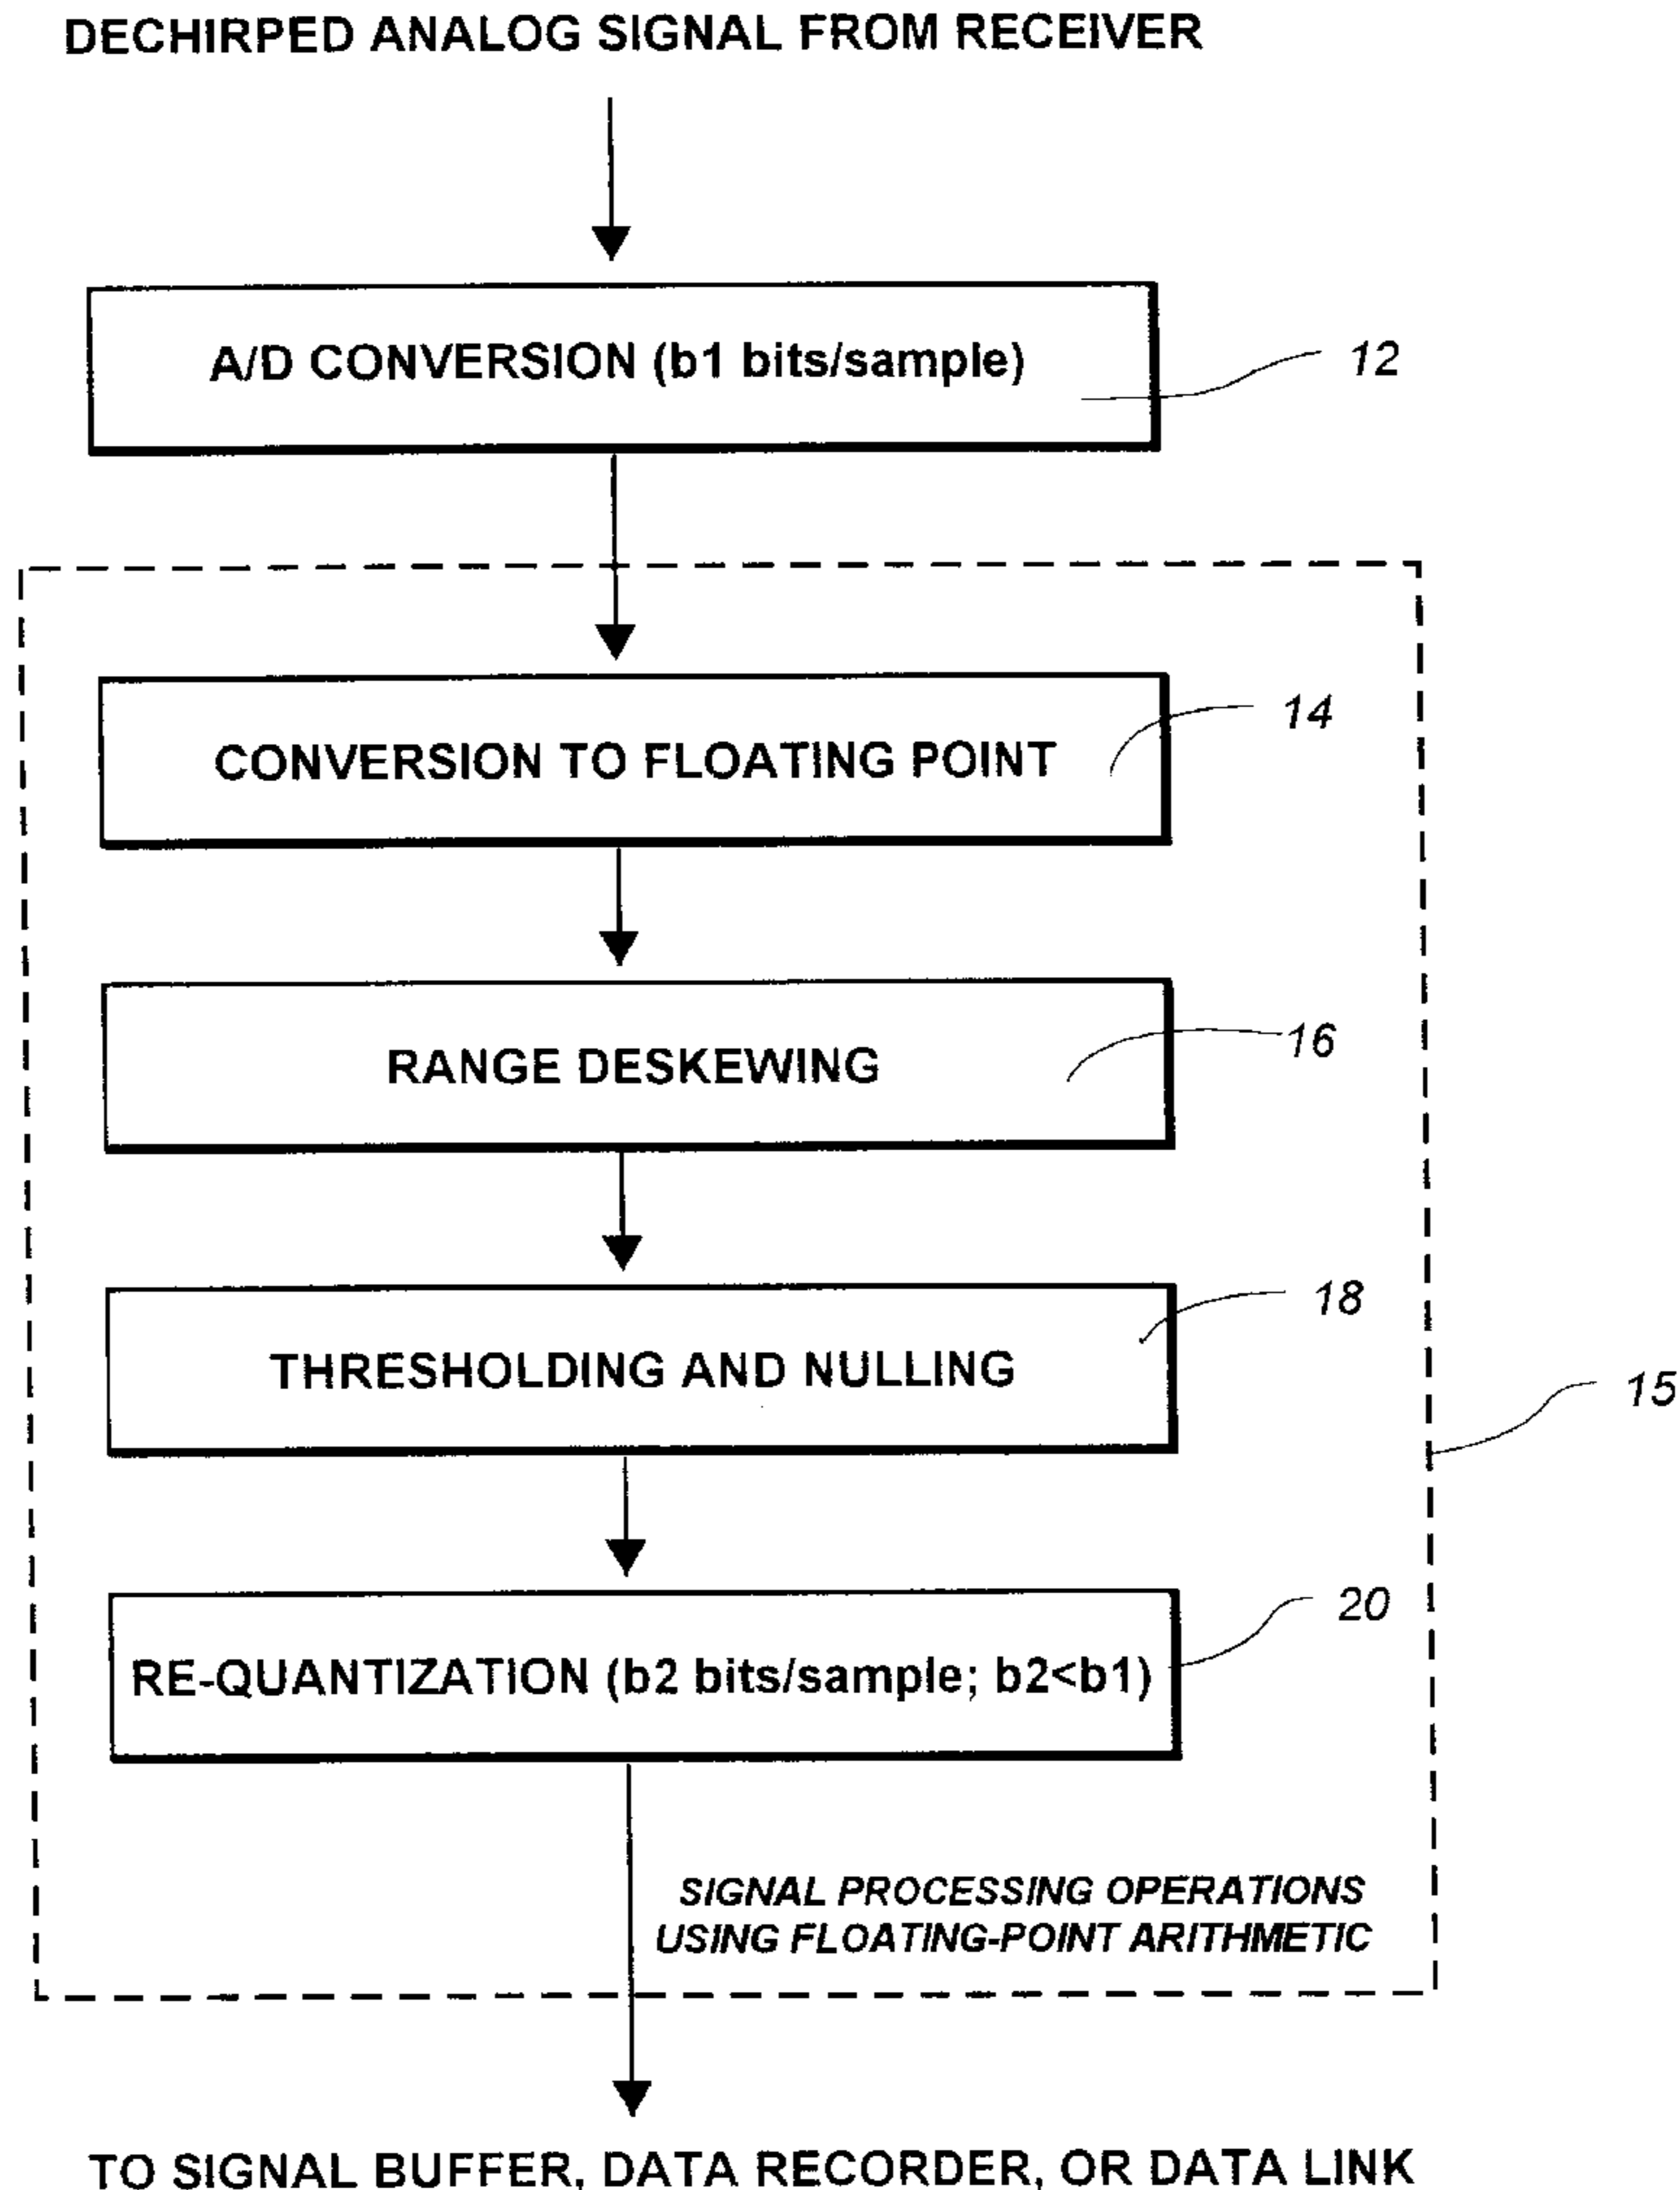 DECHIRPED ANALOG SIGNAL FROM RECEIVER
A/D CONVERSION (b1 bits/sample)
12
CONVERSION TO FLOATING POINT
14
RANGE DESKEWING
16
THRESHOLDING AND NULLING
18
15
RE-QUANTIZATION (b2 bits/sample; b2<b1)
20
SIGNAL PROCESSING OPERATIONS
USING FLOATING-POINT ARITHMETIC
TO SIGNAL BUFFER, DATA RECORDER, OR DATA LINK